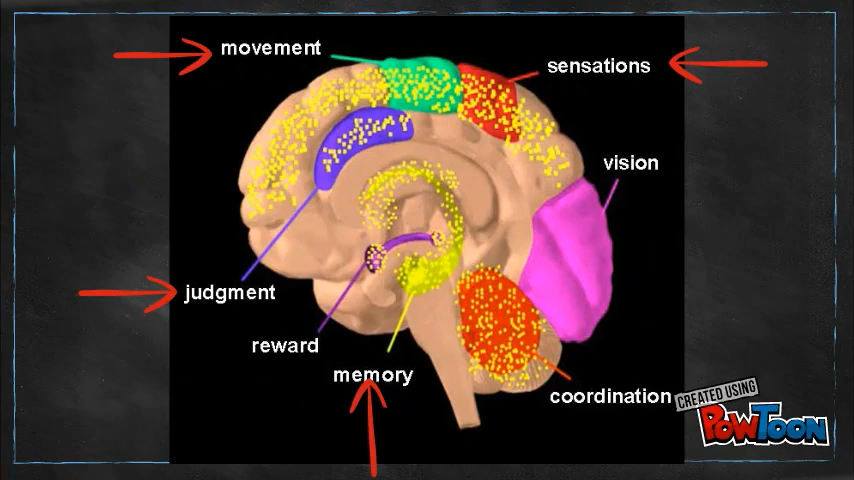 movement
sensations
vision
judgment
reward
memory
coordination
CREATED USING
POWTOON